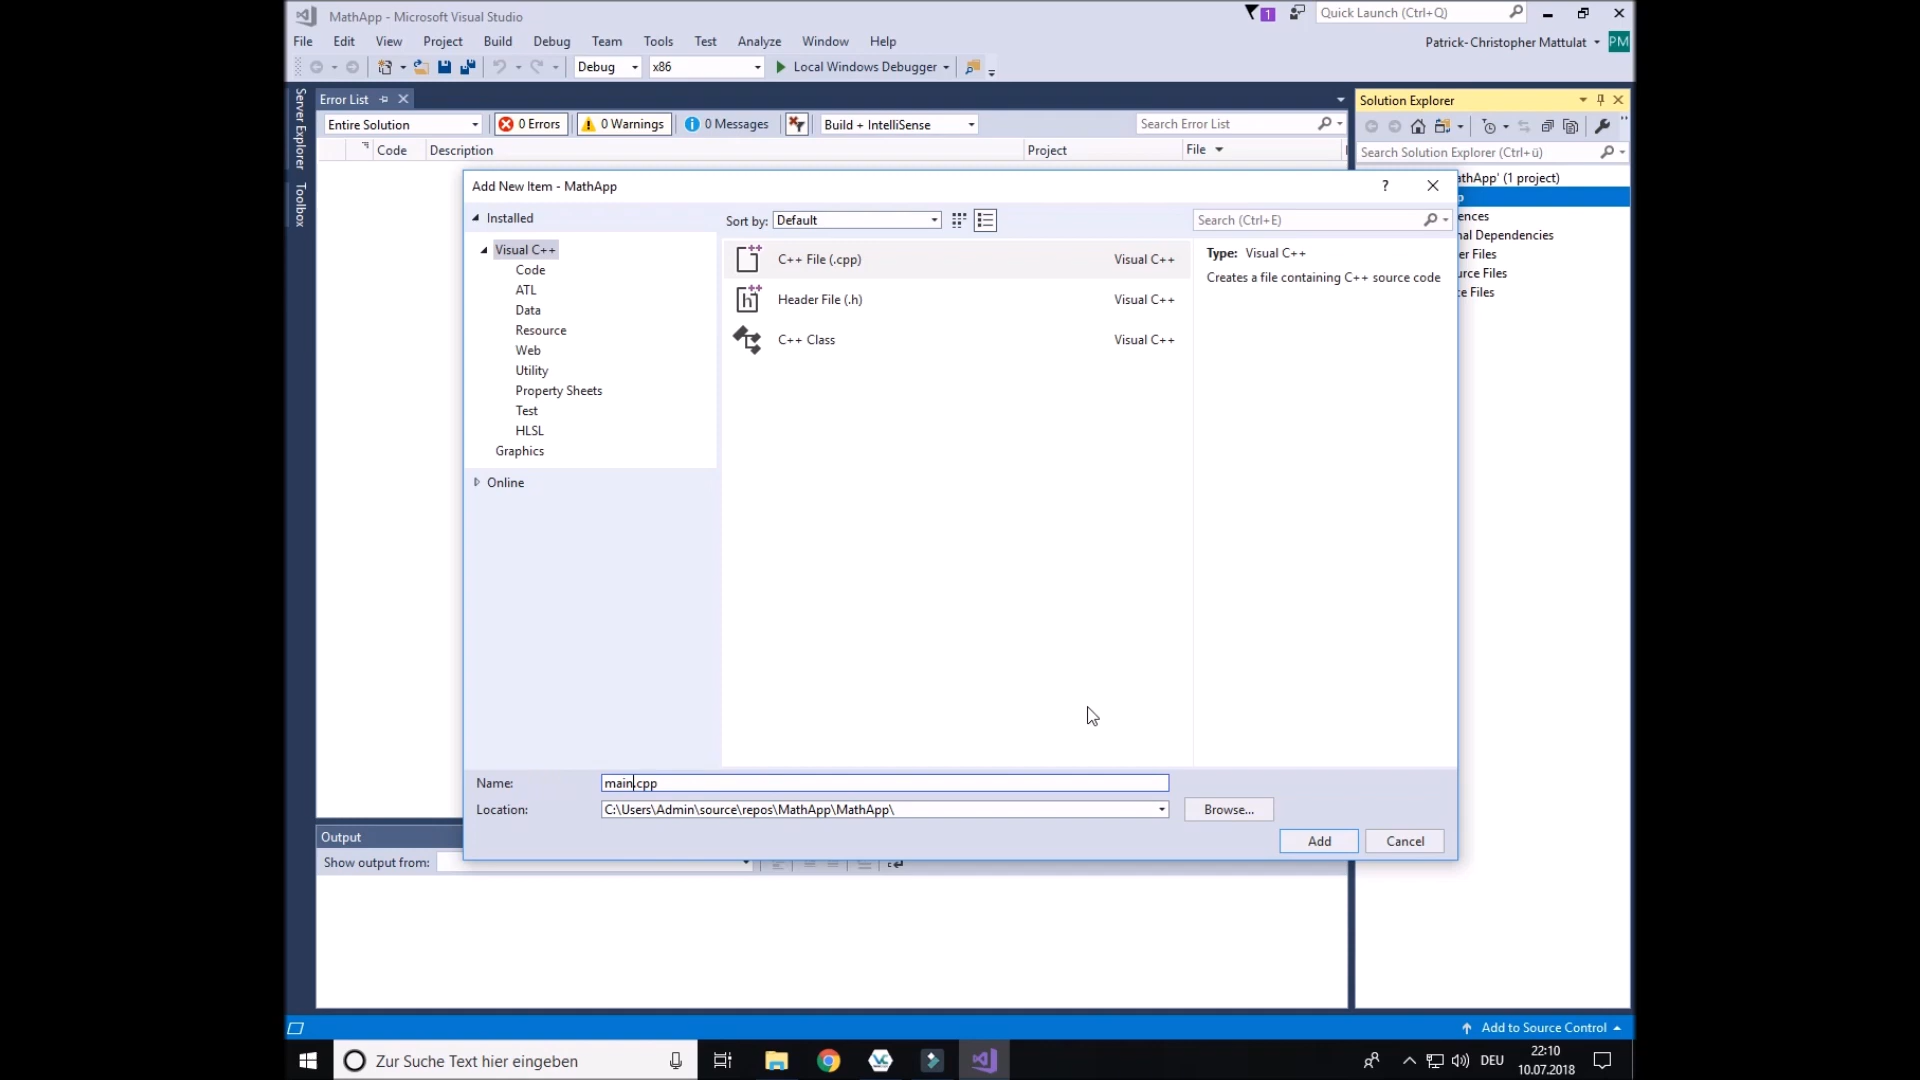 MathApp - Microsoft Visual Studio
1
Quick Launch (Ctrl+Q)
File Edit View Project Build Debug Team Tools Test Analyze Window Help
Patrick-Christopher Mattulat PM
Debug x86 Local Windows Debugger
Server Explorer
Toolbox
Error List
Entire Solution 0 Errors 0 Warnings 0 Messages Build + IntelliSense Search Error List
Code Description Project File
Solution Explorer
Search Solution Explorer (Ctrl+ü)
athApp' (1 project)
p
ences
nal Dependencies
er Files
urce Files
ce Files
Add New Item - MathApp
?
Installed
Visual C++
Code
ATL
Data
Resource
Web
Utility
Property Sheets
Test
HLSL
Graphics
Online
Sort by: Default
Search (Ctrl+E)
C++ File (.cpp) Visual C++
Header File (.h) Visual C++
C++ Class Visual C++
Type: Visual C++
Creates a file containing C++ source code
Name: main.cpp
Location: C:\Users\Admin\source\repos\MathApp\MathApp\ Browse...
Add Cancel
Output
Show output from:
Add to Source Control
Zur Suche Text hier eingeben
DEU
22:10
10.07.2018